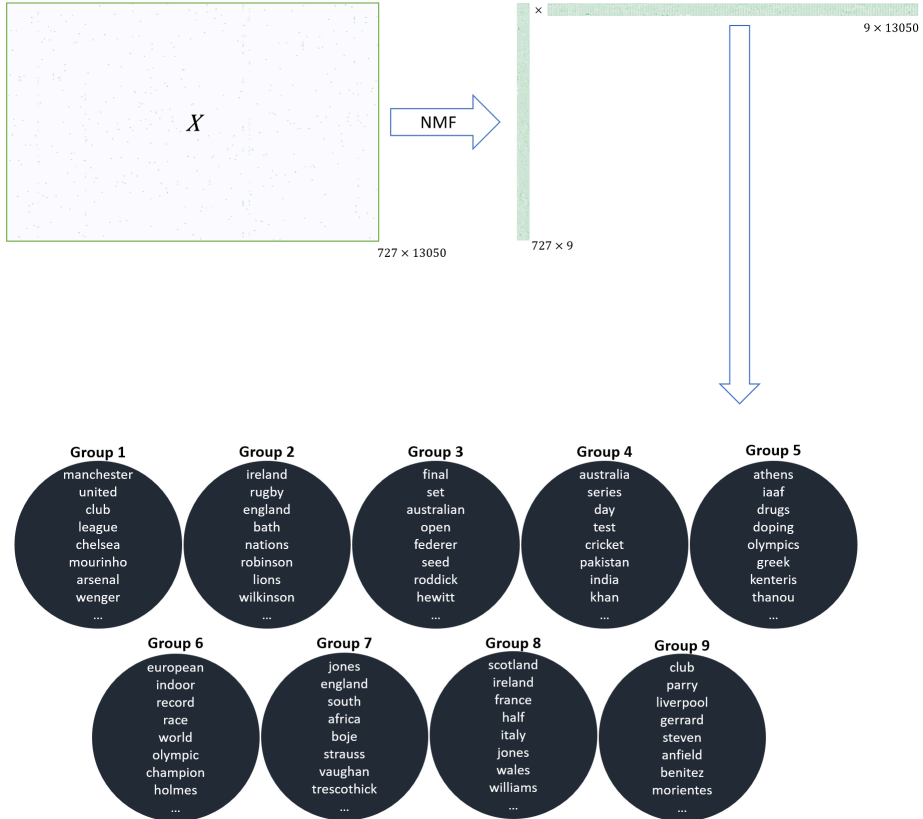 X
727 × 13050
NMF
×
9 × 13050
727 × 9
Group 1
manchester
united
club
league
chelsea
mourinho
arsenal
wenger
...
Group 2
ireland
rugby
england
bath
nations
robinson
lions
wilkinson
...
Group 3
final
set
australian
open
federer
seed
roddick
hewitt
...
Group 4
australia
series
day
test
cricket
pakistan
india
khan
...
Group 5
athens
iaaf
drugs
doping
olympics
greek
kenteris
thanou
...
Group 6
european
indoor
record
race
world
olympic
champion
holmes
...
Group 7
jones
england
south
africa
boje
strauss
vaughan
trescothick
...
Group 8
scotland
ireland
france
half
italy
jones
wales
williams
...
Group 9
club
parry
liverpool
gerrard
steven
anfield
benitez
morientes
...